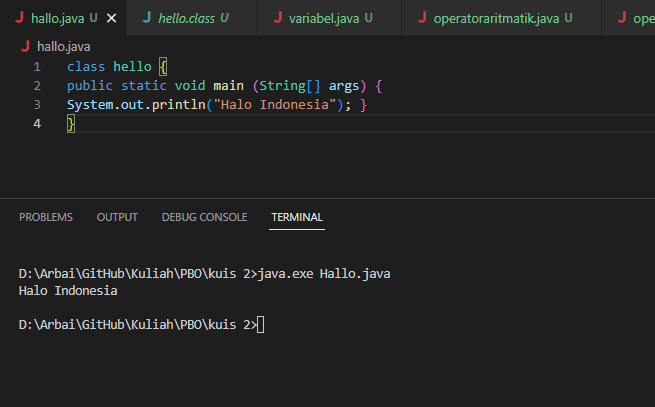 J hallo.java U × J hello.class U J variabel.java U J operatoraritmatik.java U J ope
J hallo.java
1 class hello {
2 public static void main (String[] args) {
3 System.out.println("Halo Indonesia"); }
4 }
PROBLEMS OUTPUT DEBUG CONSOLE TERMINAL
D:\Arbai\GitHub\Kuliah\PBO\kuis 2>java.exe Hallo.java
Halo Indonesia
D:\Arbai\GitHub\Kuliah\PBO\kuis 2>